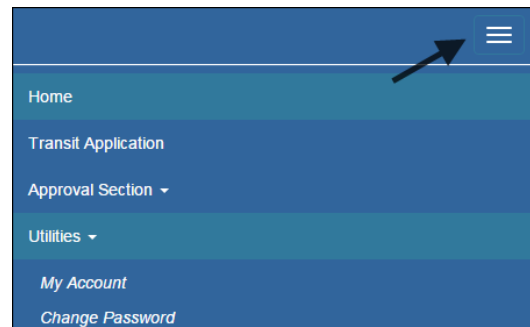 Home
Transit Application
Approval Section
Utilities
My Account
Change Password